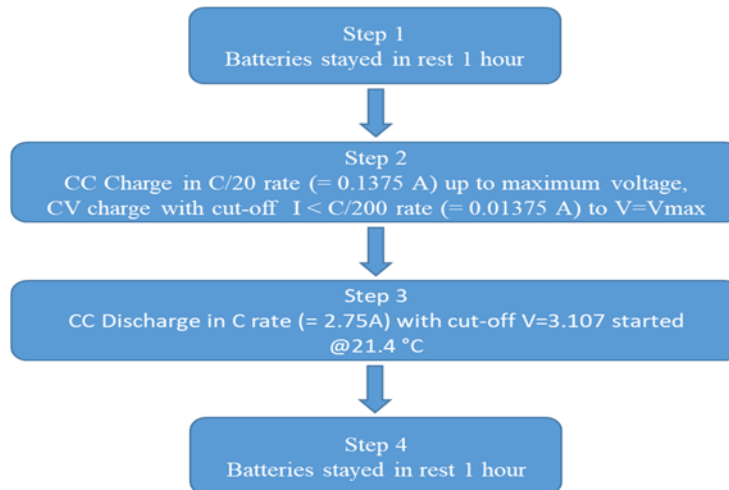 Step 1
Batteries stayed in rest 1 hour
Step 2
CC Charge in C/20 rate (= 0.1375 A) up to maximum voltage,
CV charge with cut-off I < C/200 rate (= 0.01375 A) to V=Vmax
Step 3
CC Discharge in C rate (= 2.75A) with cut-off V=3.107 started
@21.4 °C
Step 4
Batteries stayed in rest 1 hour